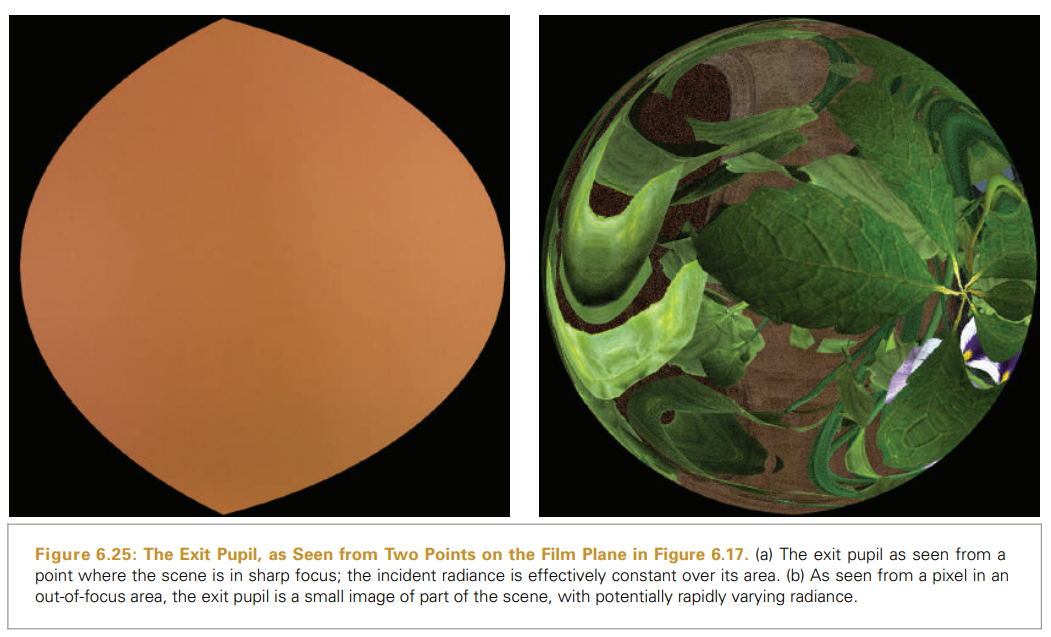 Figure 6.25: The Exit Pupil, as Seen from Two Points on the Film Plane in Figure 6.17. (a) The exit pupil as seen from a
point where the scene is in sharp focus; the incident radiance is effectively constant over its area. (b) As seen from a pixel in an
out-of-focus area, the exit pupil is a small image of part of the scene, with potentially rapidly varying radiance.